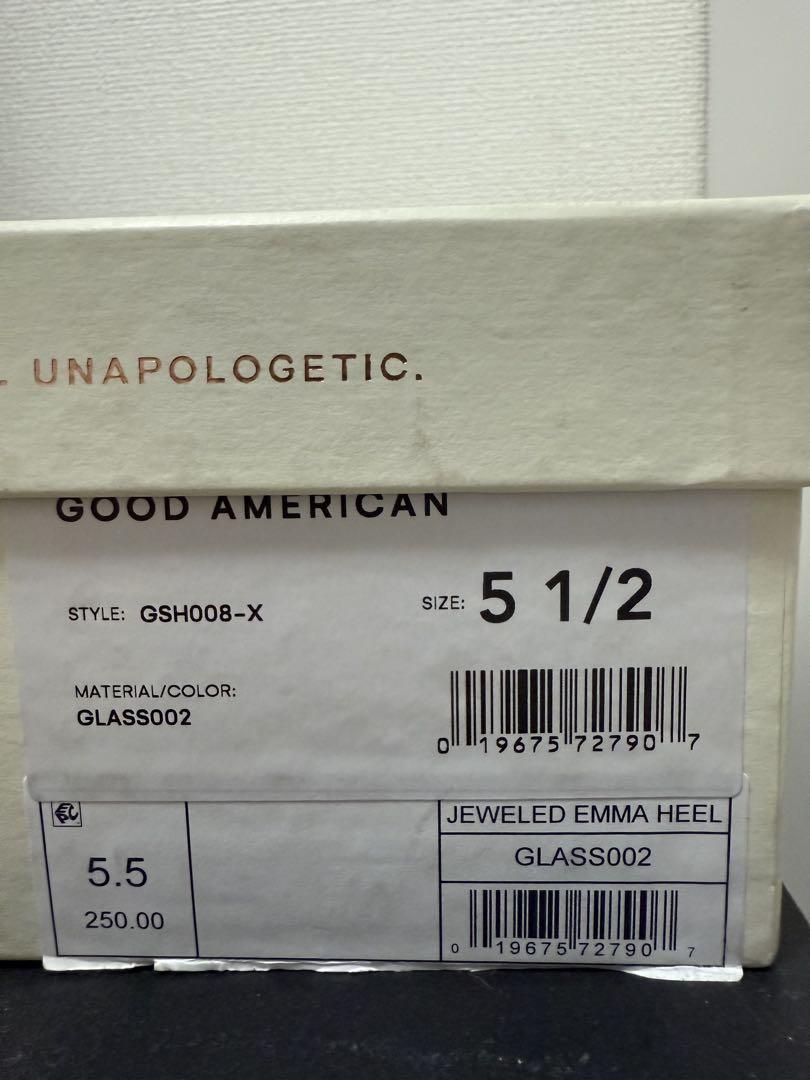 UNAPOLOGETIC.
GOOD AMERICAN
STYLE: GSH008-X
SIZE: 5 1/2
MATERIAL/COLOR:
GLASS002
0 19675 72790 7
JEWELED EMMA HEEL
5.5
GLASS002
250.00
0 19675 72790 7